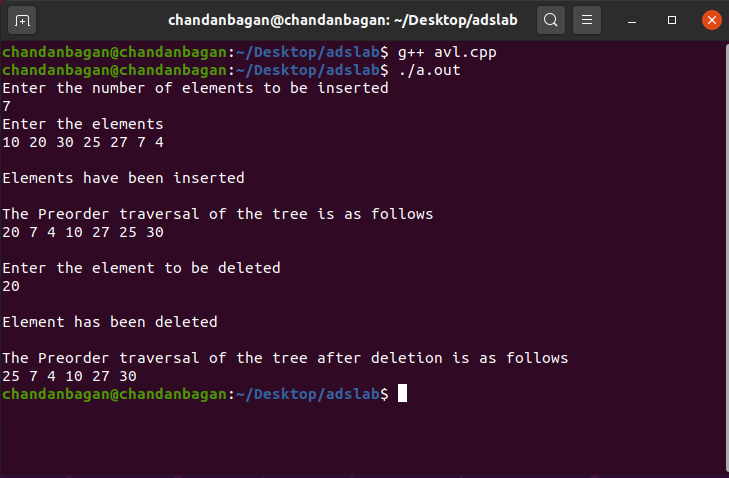 chandanbagan@chandanbagan: ~/Desktop/adslab
chandanbagan@chandanbagan:~/Desktop/adslab$ g++ avl.cpp
chandanbagan@chandanbagan:~/Desktop/adslab$ ./a.out
Enter the number of elements to be inserted
7
Enter the elements
10 20 30 25 27 7 4
Elements have been inserted
The Preorder traversal of the tree is as follows
20 7 4 10 27 25 30
Enter the element to be deleted
20
Element has been deleted
The Preorder traversal of the tree after deletion is as follows
25 7 4 10 27 30
chandanbagan@chandanbagan:~/Desktop/adslab$